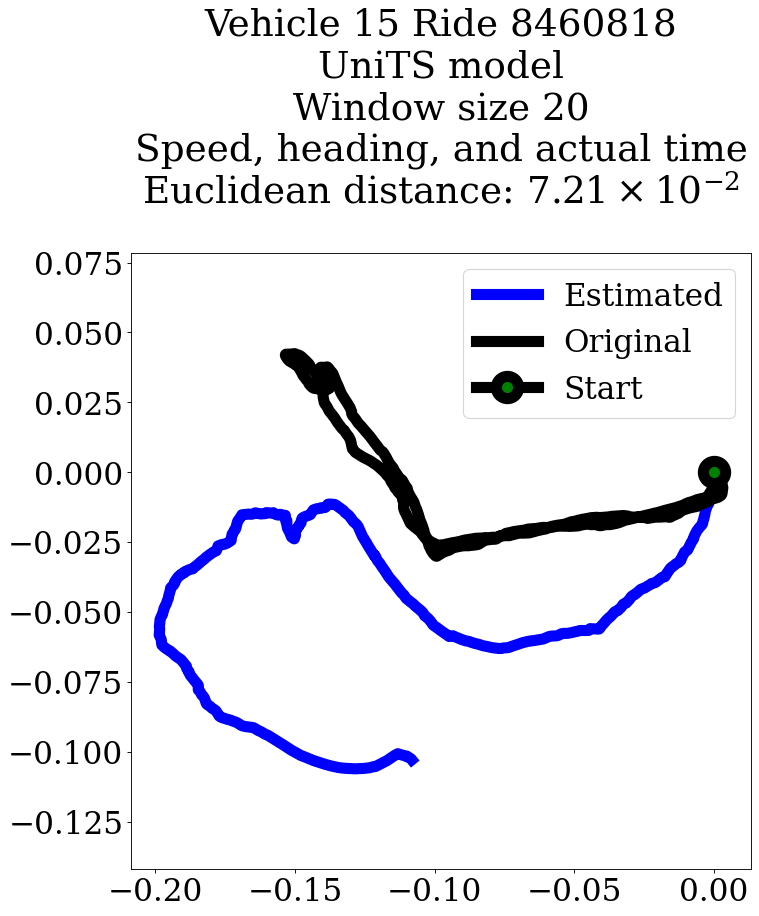 Vehicle 15 Ride 8460818
UniTS model
Window size 20
Speed, heading, and actual time
Euclidean distance: 7.21 × 10⁻²
Estimated
Original
Start
0.075
0.050
0.025
0.000
−0.025
−0.050
−0.075
−0.100
−0.125
−0.20 −0.15 −0.10 −0.05 0.00